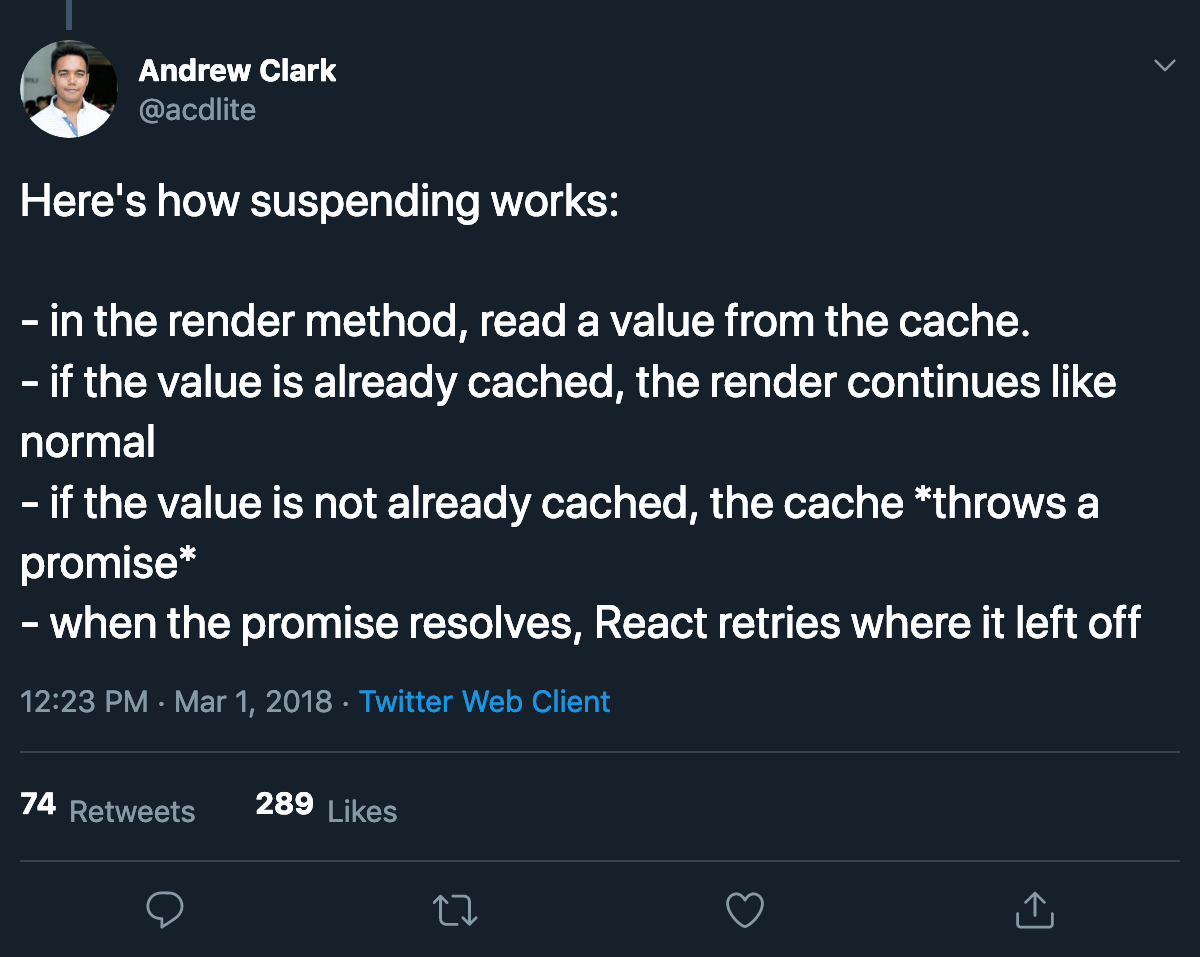 Andrew Clark
@acdlite
Here's how suspending works:
- in the render method, read a value from the cache.
- if the value is already cached, the render continues like
normal
- if the value is not already cached, the cache *throws a
promise*
- when the promise resolves, React retries where it left off
12:23 PM · Mar 1, 2018 · Twitter Web Client
74 Retweets 289 Likes